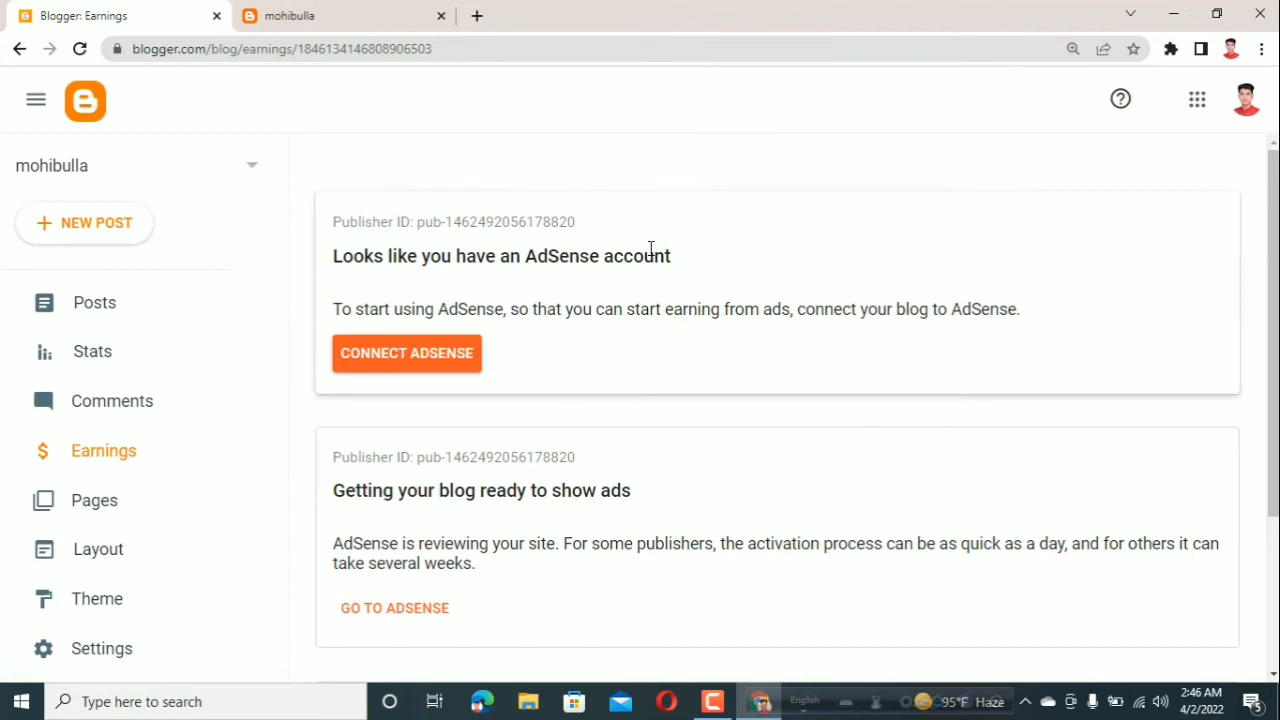 Blogger: Earnings
mohibulla
blogger.com/blog/earnings/1846134146808906503
mohibulla
NEW POST
Posts
Stats
Comments
Earnings
Pages
Layout
Theme
Settings
Publisher ID: pub-1462492056178820
Looks like you have an AdSense account
To start using AdSense, so that you can start earning from ads, connect your blog to AdSense.
CONNECT ADSENSE
Publisher ID: pub-1462492056178820
Getting your blog ready to show ads
AdSense is reviewing your site. For some publishers, the activation process can be as quick as a day, and for others it can
take several weeks.
GO TO ADSENSE
Type here to search
English
95°F Haze
2:46 AM
4/2/2022
5